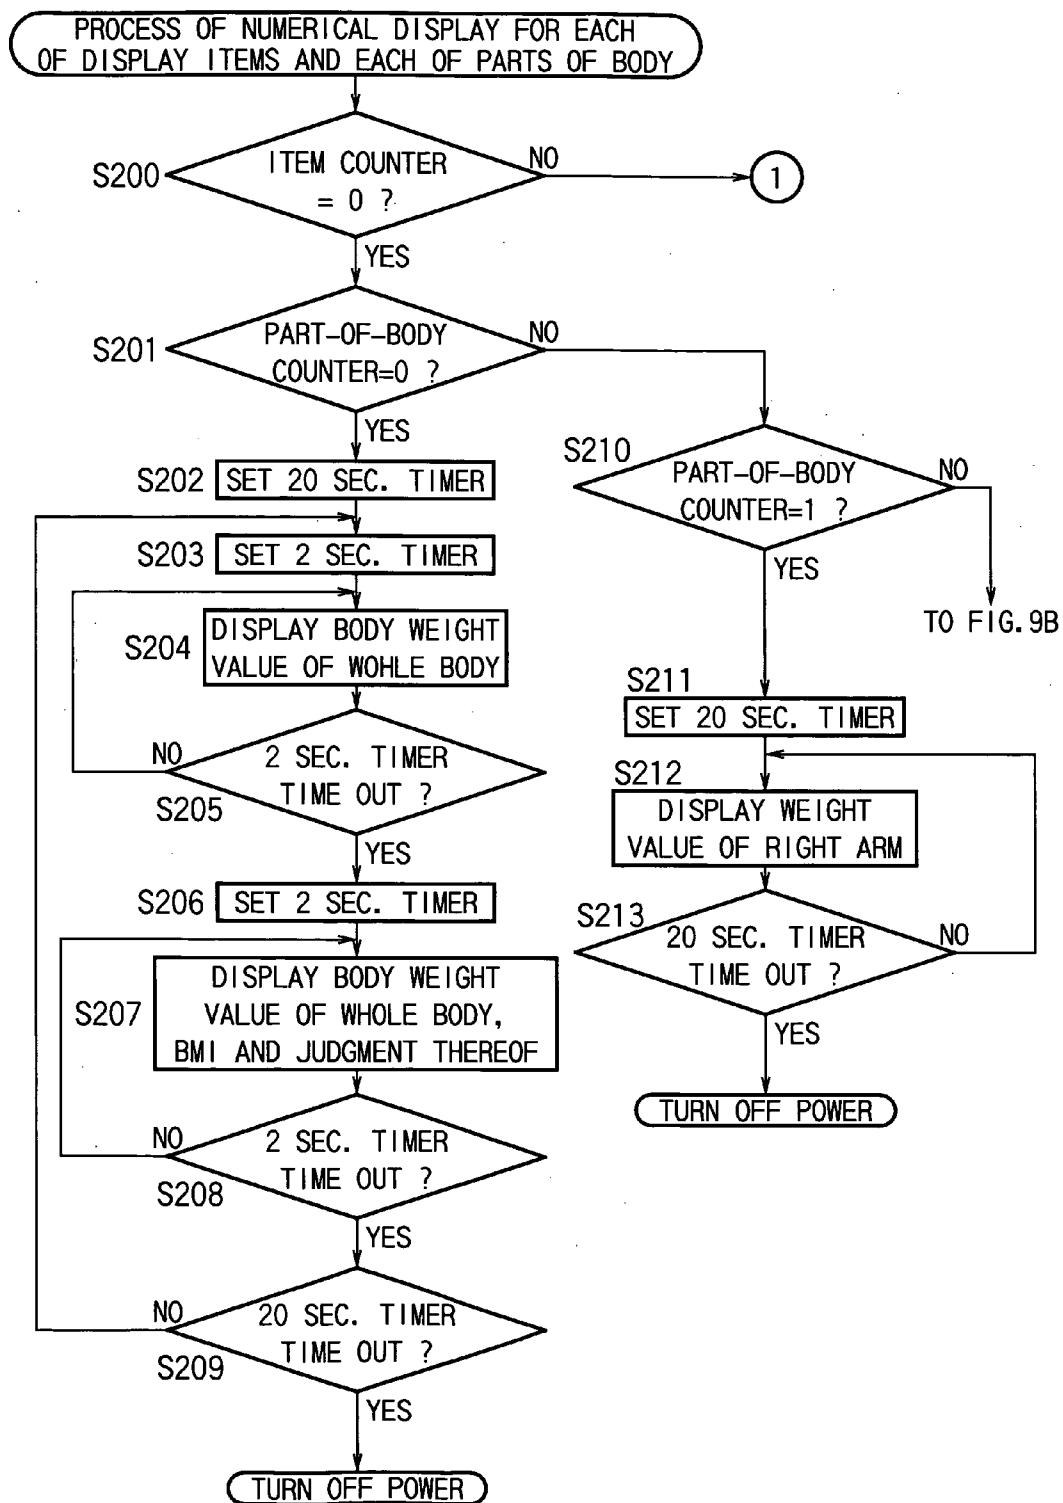 PROCESS OF NUMERICAL DISPLAY FOR EACH
OF DISPLAY ITEMS AND EACH OF PARTS OF BODY
S200
ITEM COUNTER
= 0 ?
NO
1
YES
S201
PART-OF-BODY
COUNTER=0 ?
NO
YES
S202
SET 20 SEC. TIMER
S203
SET 2 SEC. TIMER
S204
DISPLAY BODY WEIGHT
VALUE OF WOHLE BODY
NO
2 SEC. TIMER
TIME OUT ?
S205
YES
S206
SET 2 SEC. TIMER
S207
DISPLAY BODY WEIGHT
VALUE OF WHOLE BODY,
BMI AND JUDGMENT THEREOF
NO
2 SEC. TIMER
TIME OUT ?
S208
YES
NO
20 SEC. TIMER
TIME OUT ?
S209
YES
TURN OFF POWER
S210
PART-OF-BODY
COUNTER=1 ?
NO
YES
TO FIG.9B
S211
SET 20 SEC. TIMER
S212
DISPLAY WEIGHT
VALUE OF RIGHT ARM
S213
20 SEC. TIMER
TIME OUT ?
NO
YES
TURN OFF POWER